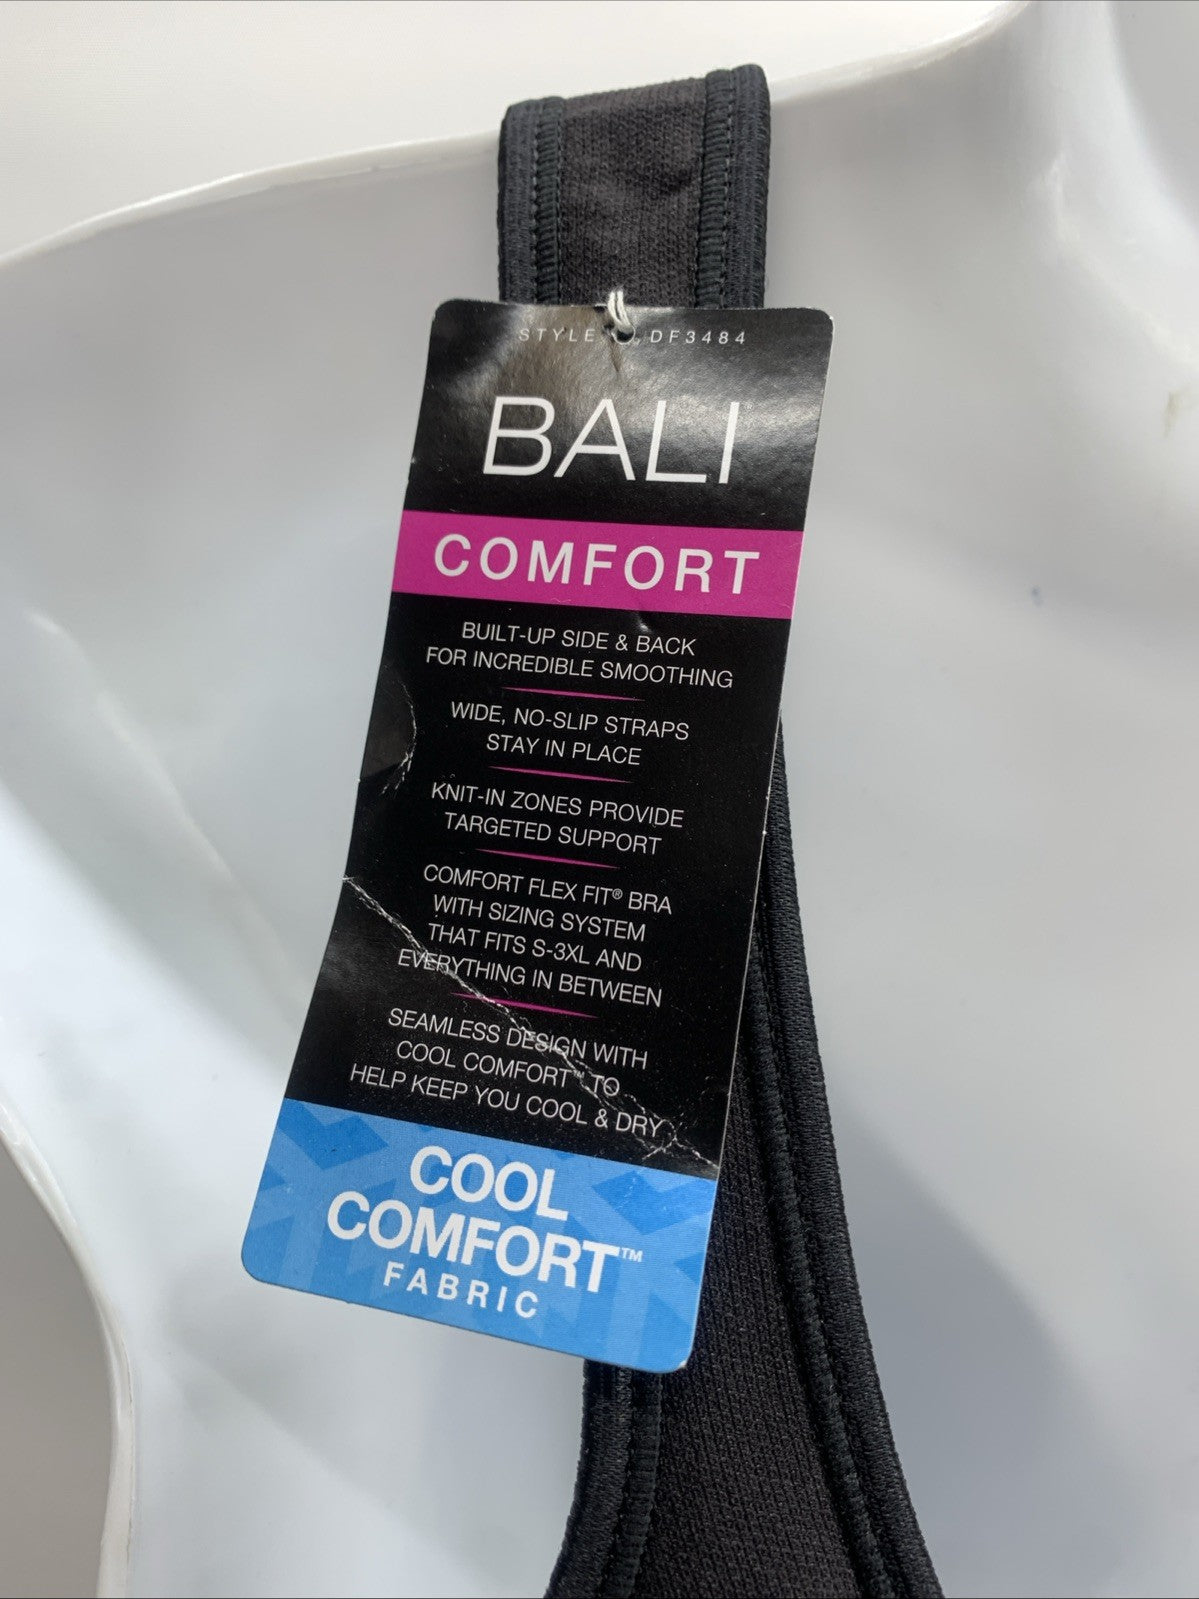 STYLE DF3484
BALI
COMFORT
BUILT-UP SIDE & BACK
FOR INCREDIBLE SMOOTHING
WIDE, NO-SLIP STRAPS
STAY IN PLACE
KNIT-IN ZONES PROVIDE
TARGETED SUPPORT
COMFORT FLEX FIT® BRA
WITH SIZING SYSTEM
THAT FITS S-3XL AND
EVERYTHING IN BETWEEN
SEAMLESS DESIGN WITH
COOL COMFORT™ TO
HELP KEEP YOU COOL & DRY
COOL
COMFORT™
FABRIC